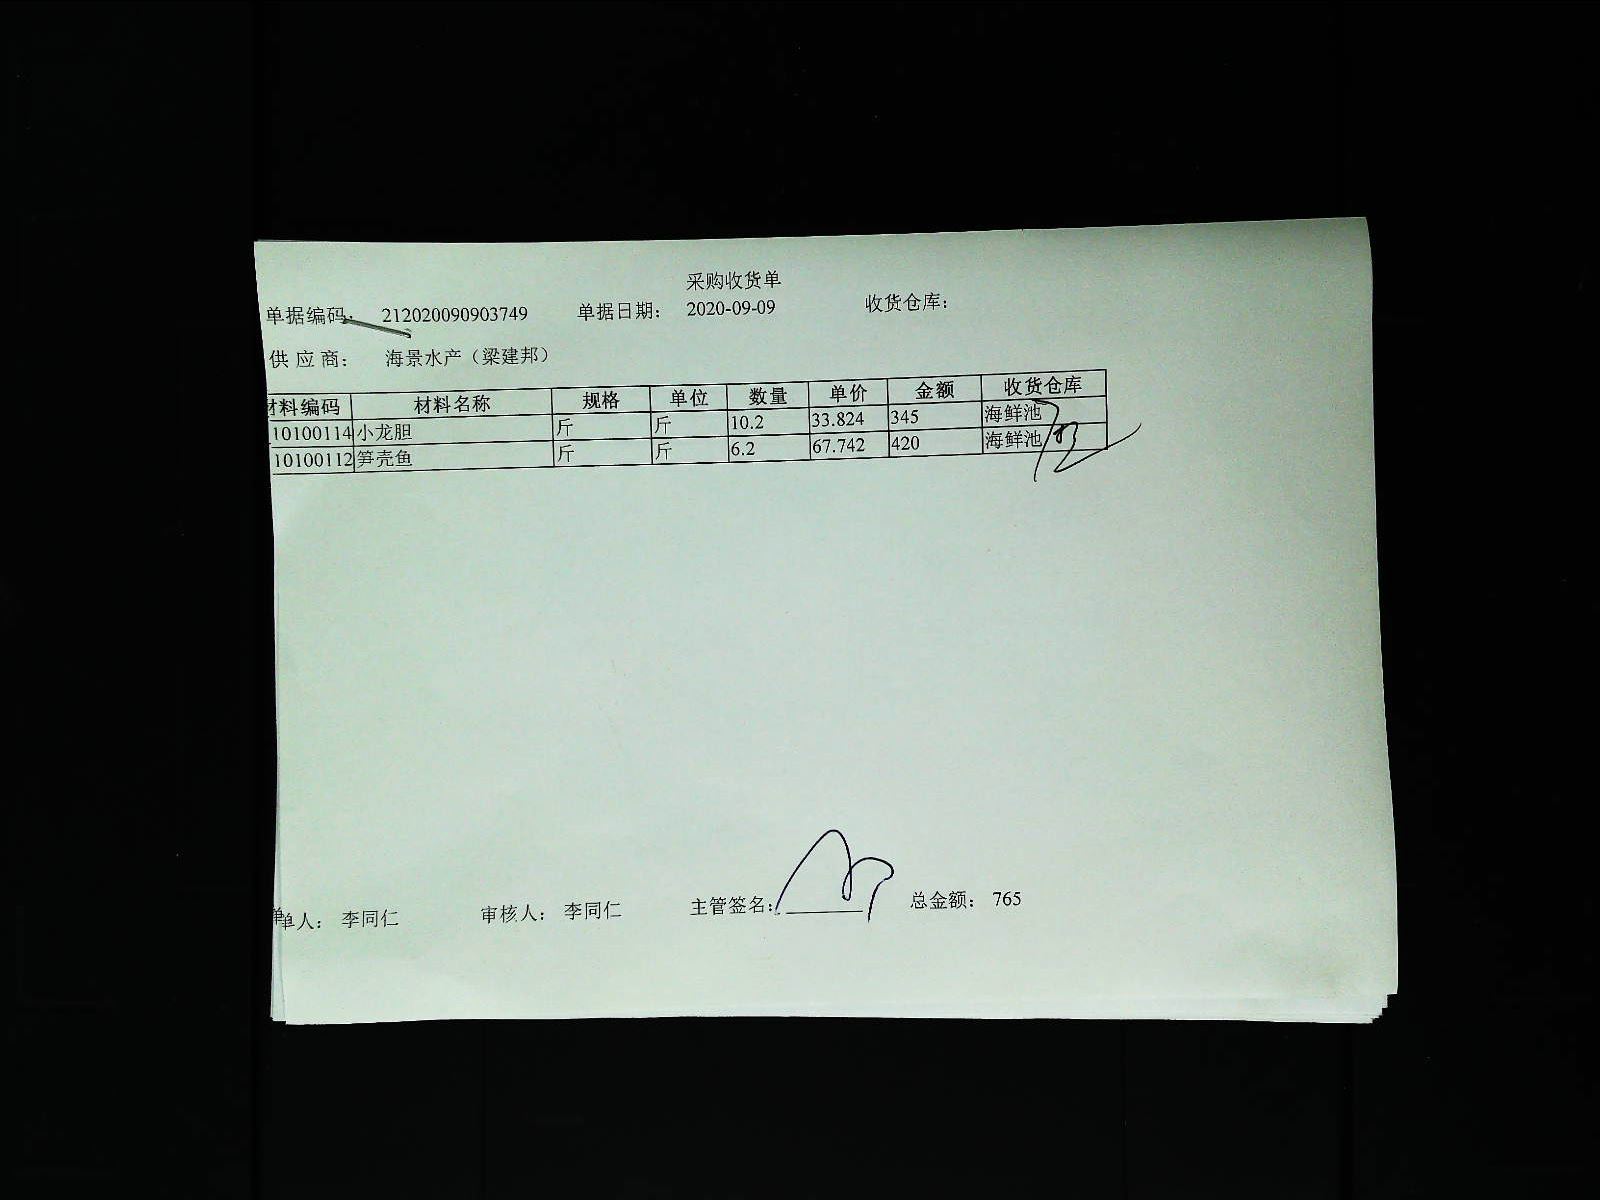 采购收货单
单据编码： 212020090903749 单据日期： 2020-09-09 收货仓库：
供 应 商： 海景水产（梁建邦）
材料编码 材料名称 规格 单位 数量 单价 金额 收货仓库
10100114 小龙胆 斤 斤 10.2 33.824 345 海鲜池
10100112 笋壳鱼 斤 斤 6.2 67.742 420 海鲜池
单人： 李同仁 审核人： 李同仁 主管签名： 总金额： 765